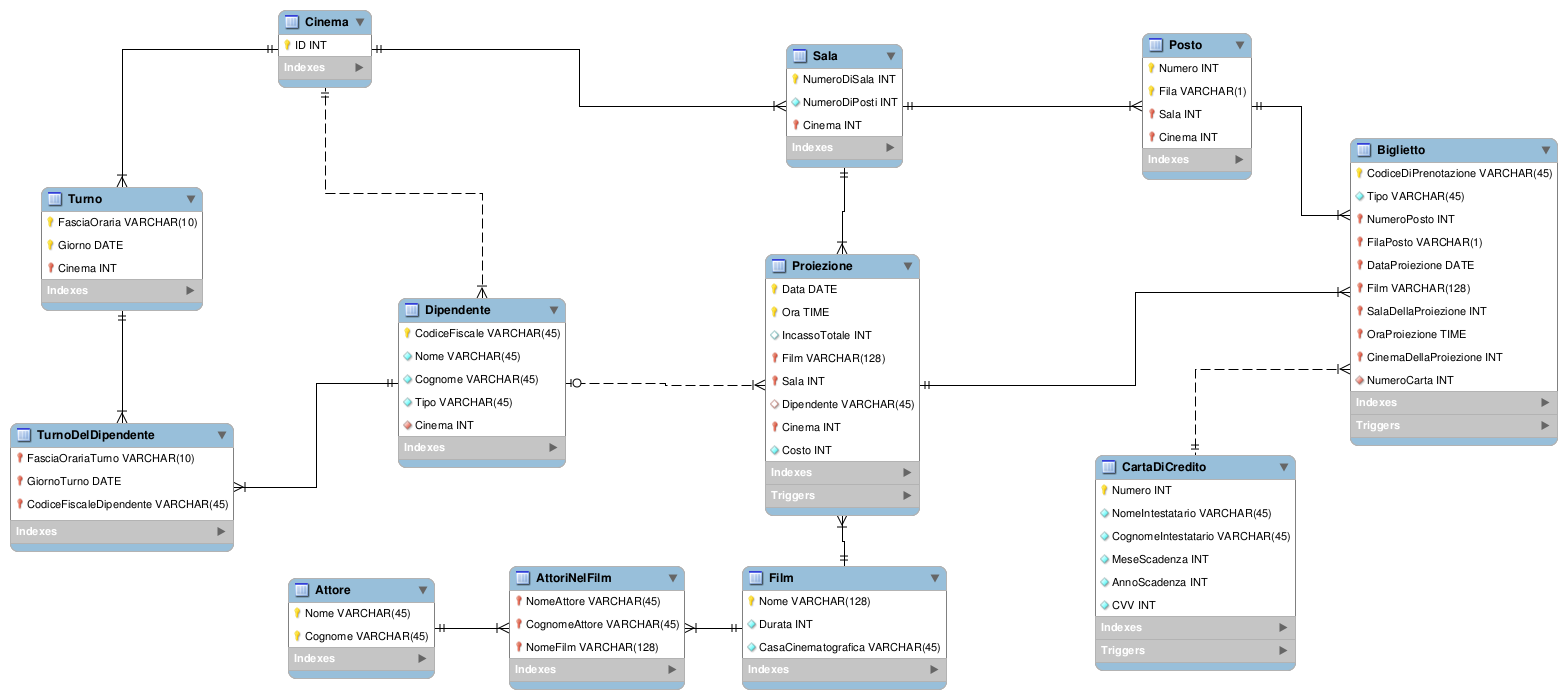 Cinema
ID INT
Indexes
Sala
NumeroDiSala INT
NumeroDiPosti INT
Cinema INT
Indexes
Posto
Numero INT
Fila VARCHAR(1)
Sala INT
Cinema INT
Indexes
Biglietto
CodiceDiPrenotazione VARCHAR(45)
Tipo VARCHAR(45)
NumeroPosto INT
FilaPosto VARCHAR(1)
DataProiezione DATE
Film VARCHAR(128)
SalaDellaProiezione INT
OraProiezione TIME
CinemaDellaProiezione INT
NumeroCarta INT
Indexes
Triggers
Turno
FasciaOraria VARCHAR(10)
Giorno DATE
Cinema INT
Indexes
Dipendente
CodiceFiscale VARCHAR(45)
Nome VARCHAR(45)
Cognome VARCHAR(45)
Tipo VARCHAR(45)
Cinema INT
Indexes
Proiezione
Data DATE
Ora TIME
IncassoTotale INT
Film VARCHAR(128)
Sala INT
Dipendente VARCHAR(45)
Cinema INT
Costo INT
Indexes
Triggers
TurnoDelDipendente
FasciaOrariaTurno VARCHAR(10)
GiornoTurno DATE
CodiceFiscaleDipendente VARCHAR(45)
Indexes
CartaDiCredito
Numero INT
NomeIntestatario VARCHAR(45)
CognomeIntestatario VARCHAR(45)
MeseScadenza INT
AnnoScadenza INT
CVV INT
Indexes
Triggers
Attore
Nome VARCHAR(45)
Cognome VARCHAR(45)
Indexes
AttoriNelFilm
NomeAttore VARCHAR(45)
CognomeAttore VARCHAR(45)
NomeFilm VARCHAR(128)
Indexes
Film
Nome VARCHAR(128)
Durata INT
CasaCinematografica VARCHAR(45)
Indexes